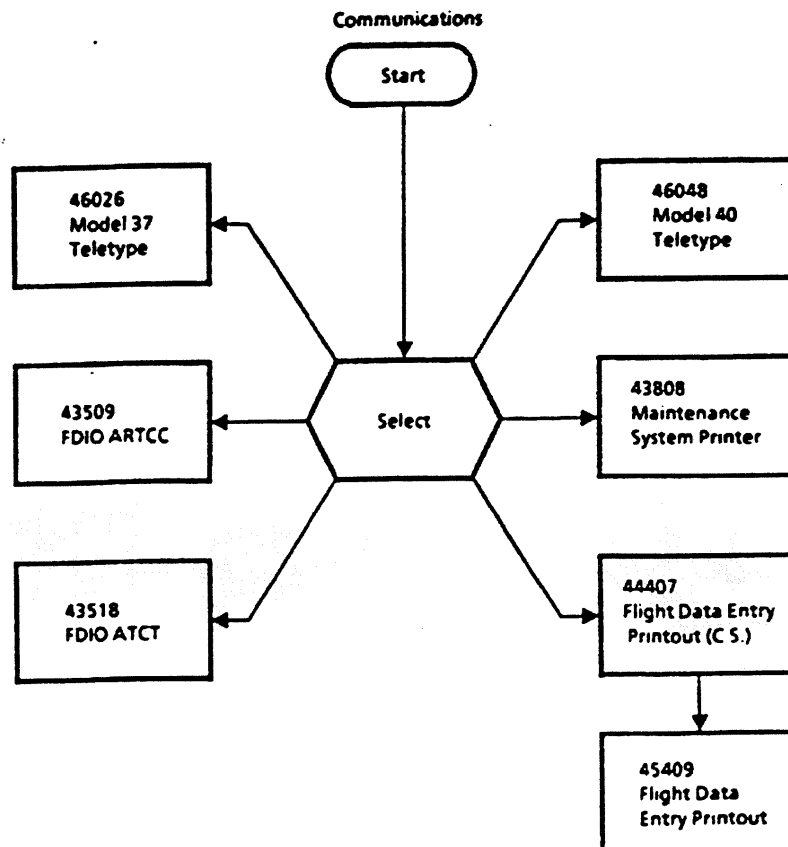 Communications
Start
46026
Model 37
Teletype
46048
Model 40
Teletype
43509
FDIO ARTCC
Select
43808
Maintenance
System Printer
43518
FDIO ATCT
44407
Flight Data Entry
Printout (C S.)
45409
Flight Data
Entry Printout